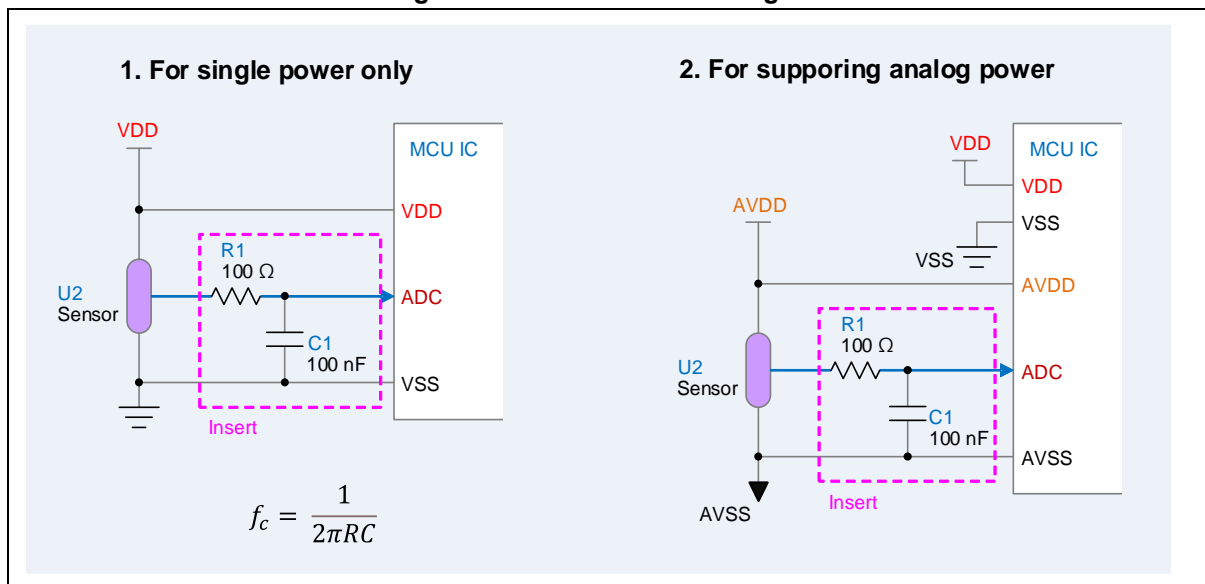 1. For single power only
VDD
MCU IC
VDD
R1
100 Ω
U2
Sensor
ADC
C1
100 nF
VSS
Insert
f_c = 1 / 2πRC
2. For supporing analog power
VDD
MCU IC
VDD
AVDD
VSS
VSS
AVDD
R1
100 Ω
U2
Sensor
ADC
C1
100 nF
AVSS
Insert
AVSS